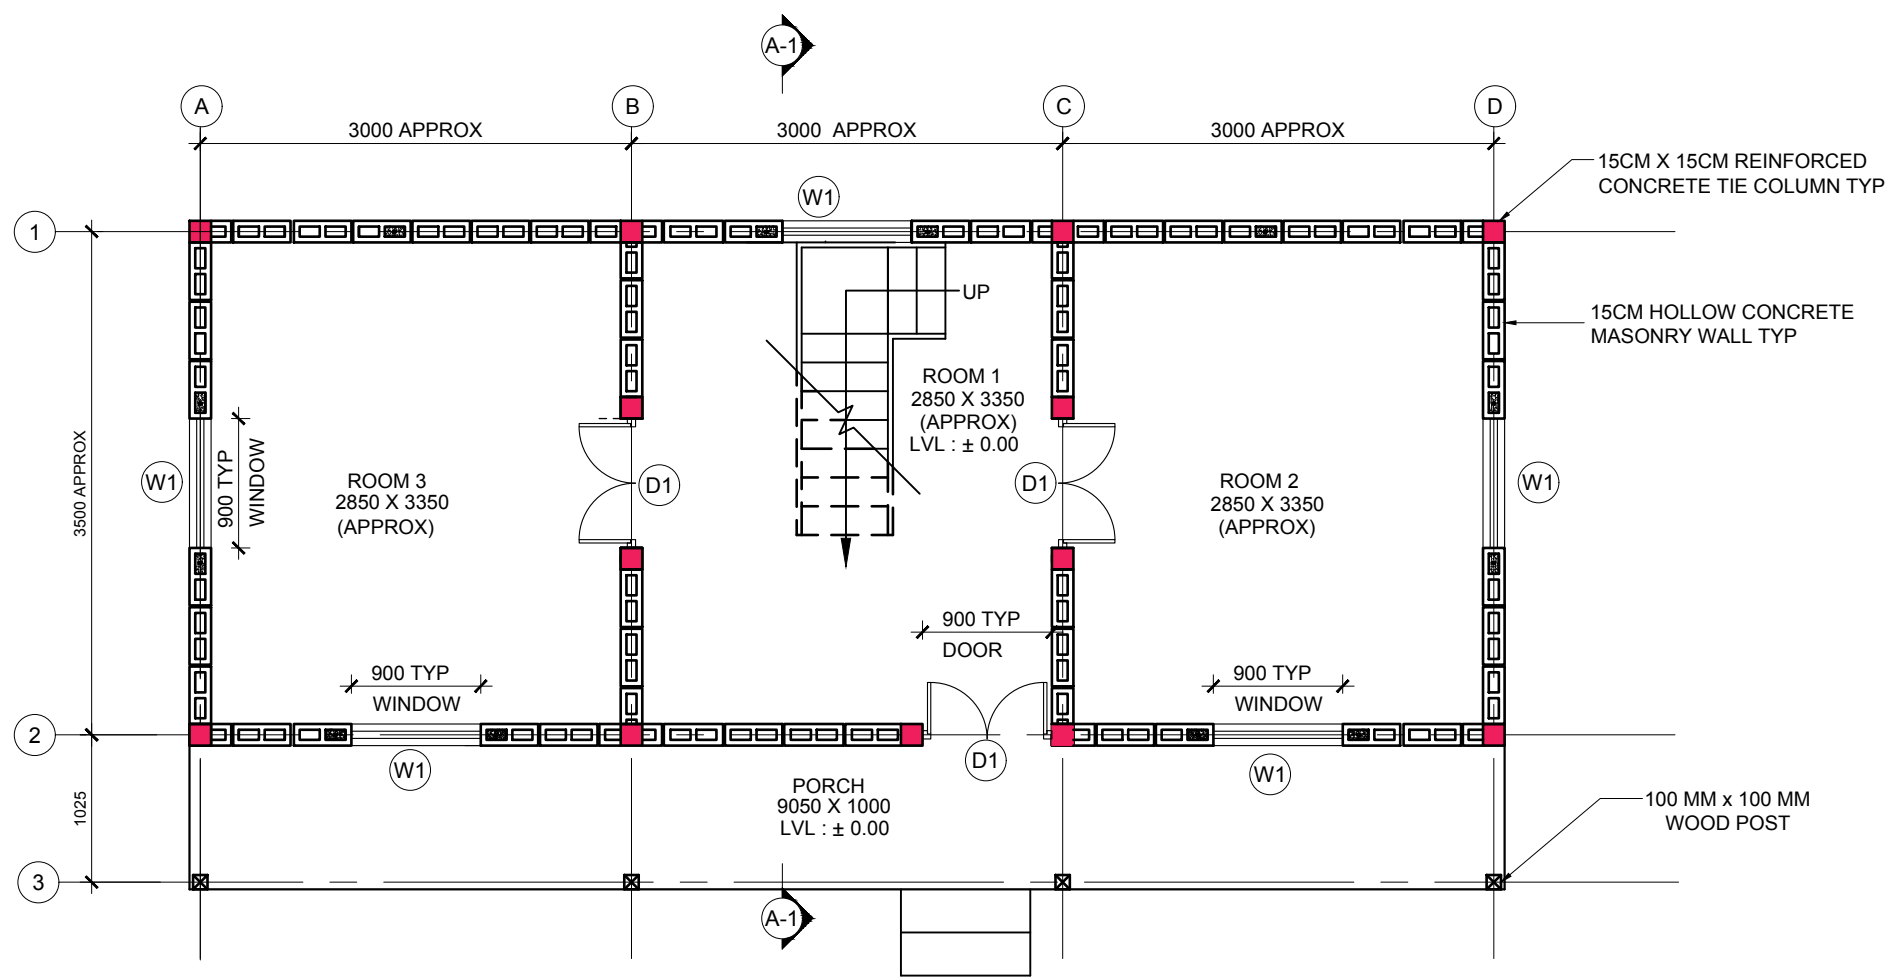 A-1
A
B
C
D
3000 APPROX
3000 APPROX
3000 APPROX
15CM X 15CM REINFORCED
CONCRETE TIE COLUMN TYP
W1
1
UP
15CM HOLLOW CONCRETE
MASONRY WALL TYP
ROOM 1
2850 X 3350
(APPROX)
LVL : ± 0.00
3500 APPROX
W1
900 TYP
WINDOW
ROOM 3
2850 X 3350
(APPROX)
D1
D1
ROOM 2
2850 X 3350
(APPROX)
W1
900 TYP
DOOR
900 TYP
WINDOW
900 TYP
WINDOW
2
W1
D1
W1
1025
PORCH
9050 X 1000
LVL : ± 0.00
100 MM x 100 MM
WOOD POST
3
A-1